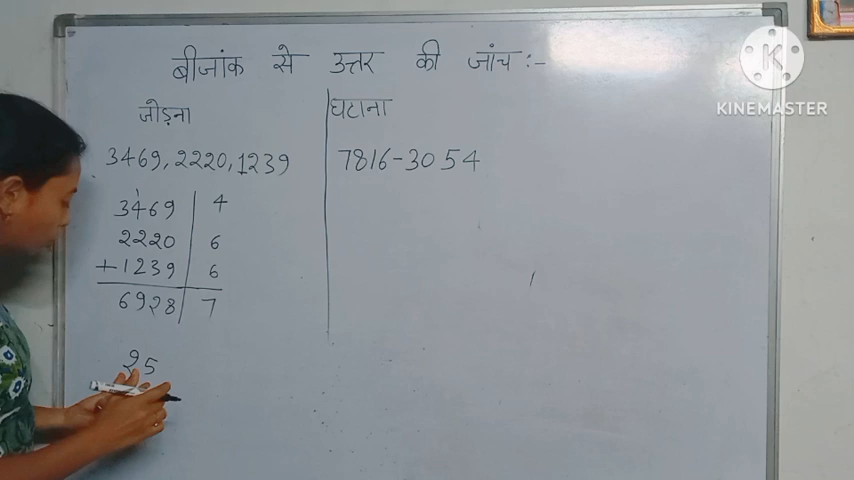 बीजांक से उत्तर की जांच :-
जोड़ना
3469, 2220, 1239
3469 | 4
2220 | 6
+1239 | 6
6928 | 7
25
घटाना
7816-3054
K
KINEMASTER